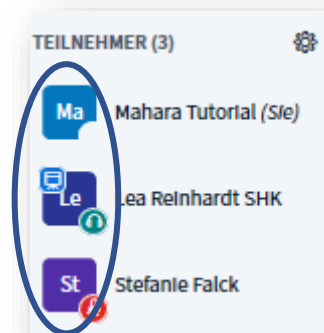 TEILNEHMER (3)
Ma Mahara Tutorial (Sie)
Le Lea Reinhardt SHK
St Stefanie Falck